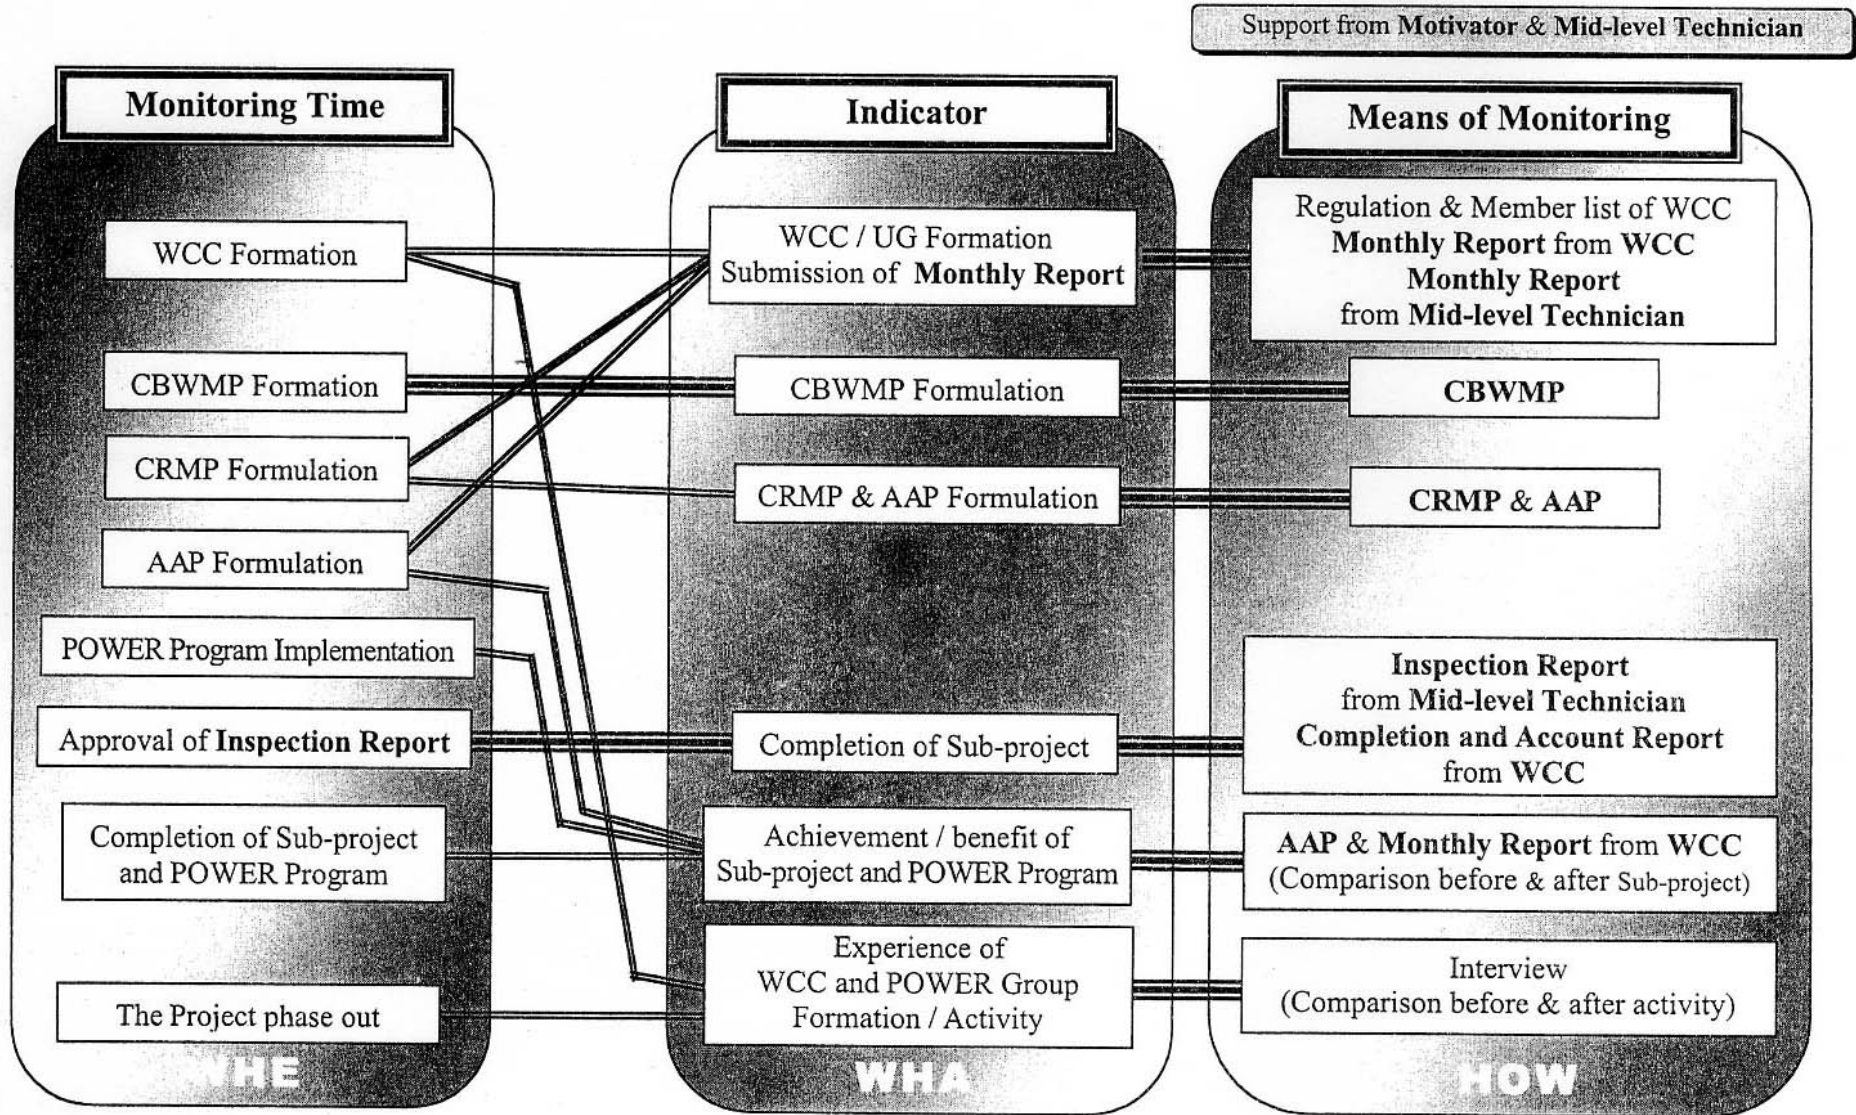 Support from Motivator & Mid-level Technician
Monitoring Time
WCC Formation
CBWMP Formation
CRMP Formulation
AAP Formulation
POWER Program Implementation
Approval of Inspection Report
Completion of Sub-project
and POWER Program
The Project phase out
WHE
Indicator
WCC / UG Formation
Submission of Monthly Report
CBWMP Formulation
CRMP & AAP Formulation
Completion of Sub-project
Achievement / benefit of
Sub-project and POWER Program
Experience of
WCC and POWER Group
Formation / Activity
WHA
Means of Monitoring
Regulation & Member list of WCC
Monthly Report from WCC
Monthly Report
from Mid-level Technician
CBWMP
CRMP & AAP
Inspection Report
from Mid-level Technician
Completion and Account Report
from WCC
AAP & Monthly Report from WCC
(Comparison before & after Sub-project)
Interview
(Comparison before & after activity)
HOW